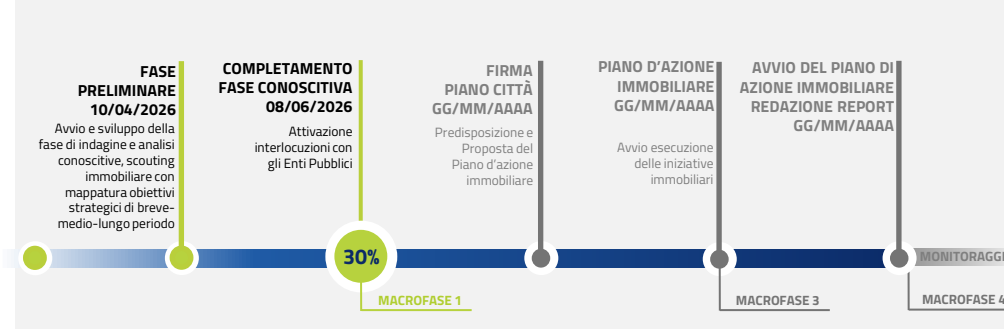 FASE
PRELIMINARE
10/04/2026
Avvio e sviluppo della
fase di indagine e analisi
conoscitive, scouting
immobiliare con
mappatura obiettivi
strategici di breve-
medio-lungo periodo
COMPLETAMENTO
FASE CONOSCITIVA
08/06/2026
Attivazione
interlocuzioni con
gli Enti Pubblici
FIRMA
PIANO CITTÀ
GG/MM/AAAA
Predisposizione e
Proposta del
Piano d'azione
immobiliare
PIANO D'AZIONE
IMMOBILIARE
GG/MM/AAAA
Avvio esecuzione
delle iniziative
immobiliari
AVVIO DEL PIANO DI
AZIONE IMMOBILIARE
REDAZIONE REPORT
GG/MM/AAAA
30%
MONITORAGGI
MACROFASE 1
MACROFASE 3
MACROFASE 4